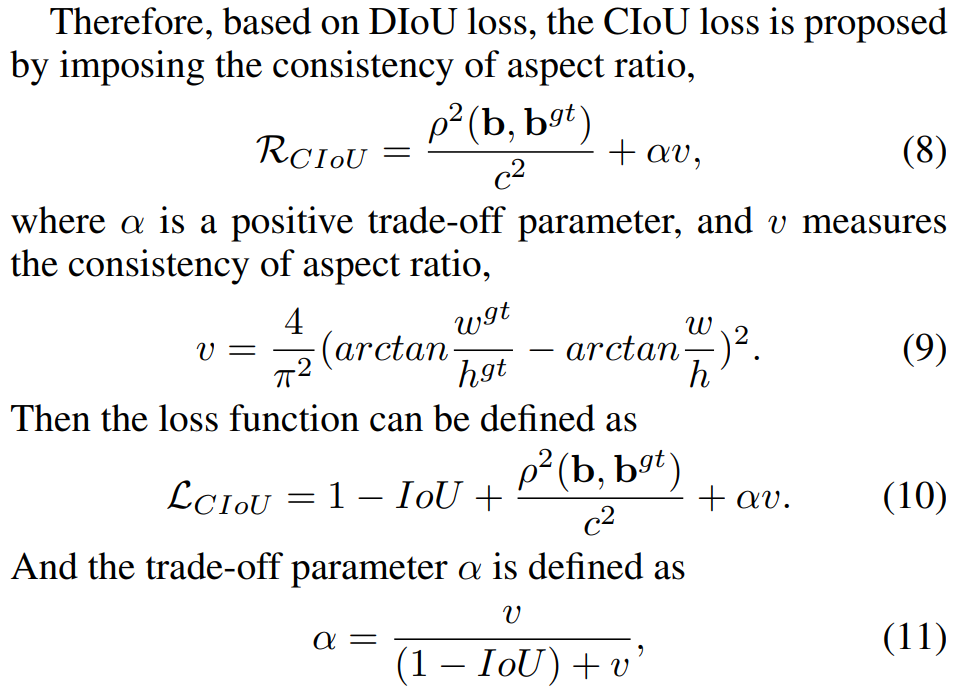 Therefore, based on DIoU loss, the CIoU loss is proposed
by imposing the consistency of aspect ratio,
$\mathcal{R}_{CIoU} = \frac{\rho^2(\mathbf{b}, \mathbf{b}^{gt})}{c^2} + \alpha v,$ (8)
where $\alpha$ is a positive trade-off parameter, and $v$ measures
the consistency of aspect ratio,
$v = \frac{4}{\pi^2}(arctan\frac{w^{gt}}{h^{gt}} - arctan\frac{w}{h})^2.$ (9)
Then the loss function can be defined as
$\mathcal{L}_{CIoU} = 1 - IoU + \frac{\rho^2(\mathbf{b}, \mathbf{b}^{gt})}{c^2} + \alpha v.$ (10)
And the trade-off parameter $\alpha$ is defined as
$\alpha = \frac{v}{(1 - IoU) + v},$ (11)